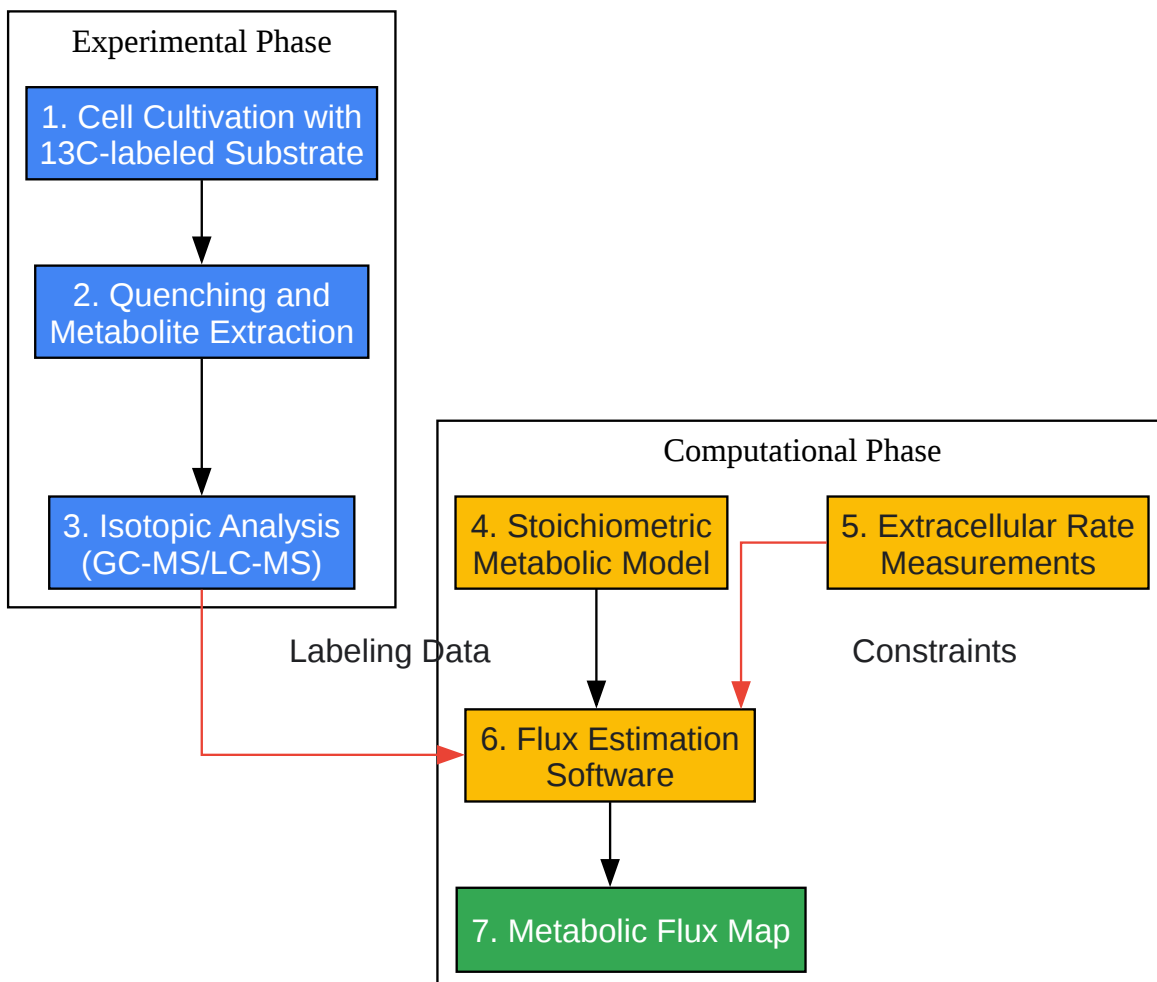 Experimental Phase
1. Cell Cultivation with
13C-labeled Substrate
2. Quenching and
Metabolite Extraction
3. Isotopic Analysis
(GC-MS/LC-MS)
Computational Phase
4. Stoichiometric
Metabolic Model
5. Extracellular Rate
Measurements
Labeling Data
Constraints
6. Flux Estimation
Software
7. Metabolic Flux Map